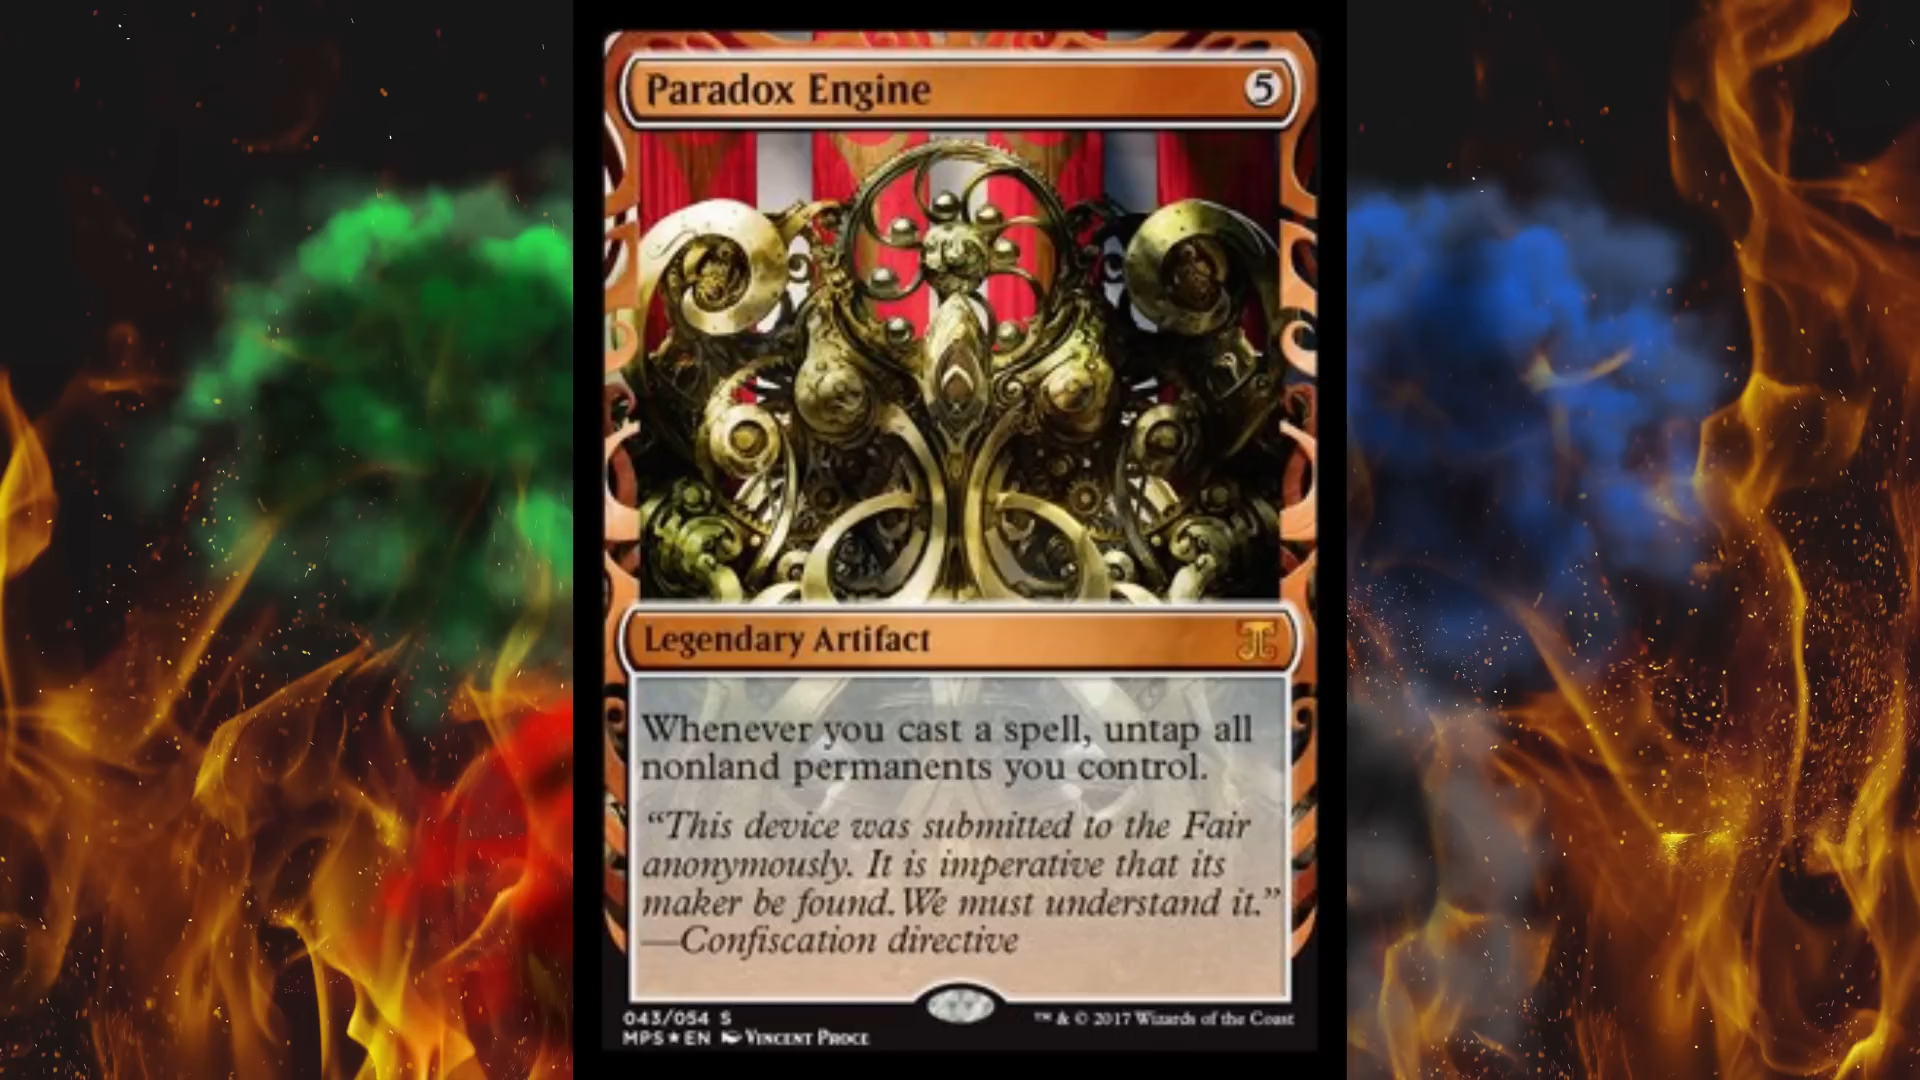 Paradox Engine 5
Legendary Artifact
Whenever you cast a spell, untap all
nonland permanents you control.
“This device was submitted to the Fair
anonymously. It is imperative that its
maker be found. We must understand it.”
—Confiscation directive
043/054 S
MPS★EN Vincent Proce
™ & © 2017 Wizards of the Coast